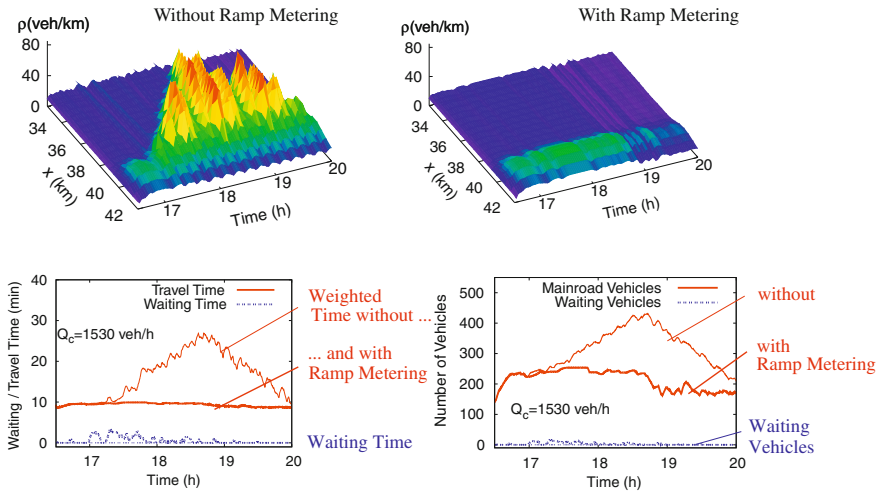 Without Ramp Metering
With Ramp Metering
ρ(veh/km)
80
40
0
34
36
38
40
42
x (km)
17
18
19
20
Time (h)
ρ(veh/km)
80
40
0
34
36
38
40
42
x (km)
17
18
19
20
Time (h)
Waiting / Travel Time (min)
40
30
20
10
0
Travel Time
Waiting Time
Q_c=1530 veh/h
17
18
19
20
Time (h)
Weighted
Time without ...
... and with
Ramp Metering
Waiting Time
Number of Vehicles
500
400
300
200
100
0
Mainroad Vehicles
Waiting Vehicles
Q_c=1530 veh/h
17
18
19
20
Time (h)
without
with
Ramp Metering
Waiting
Vehicles